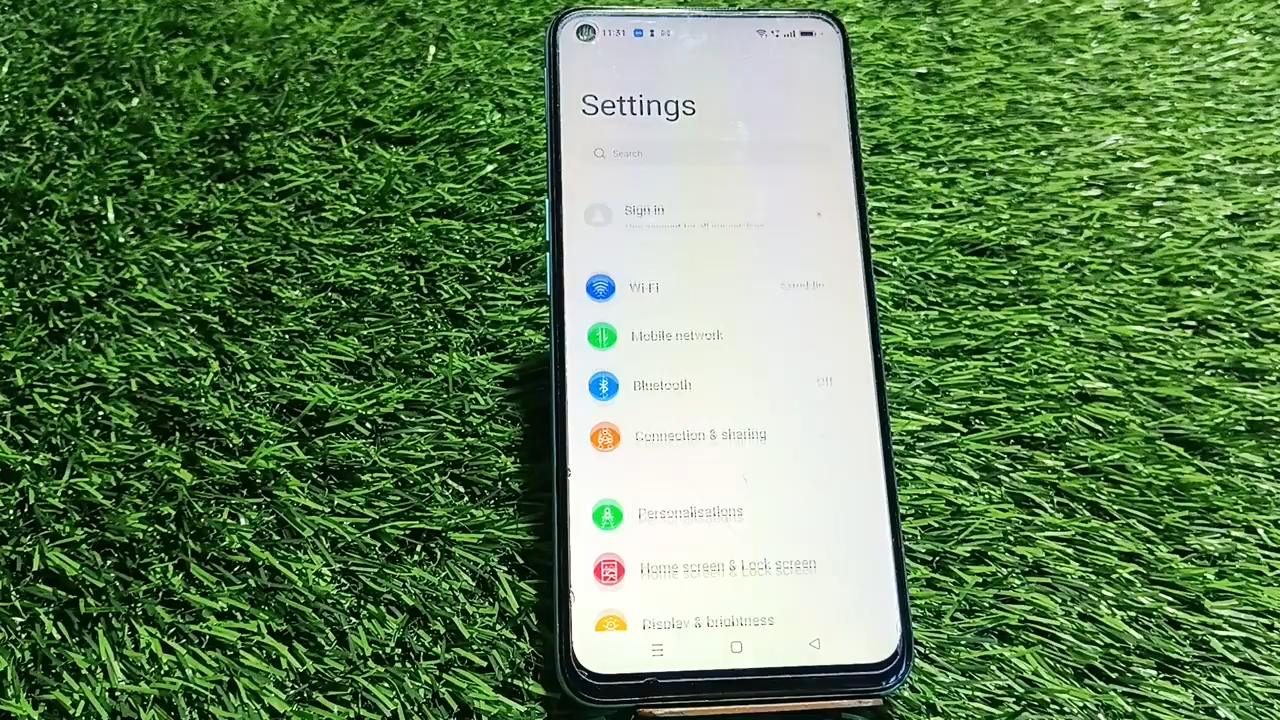 11:31
Settings
Search
Sign in
Wi-Fi
Mobile network
Bluetooth
Off
Connection & sharing
Personalisations
Home screen & Lock screen
Display & brightness